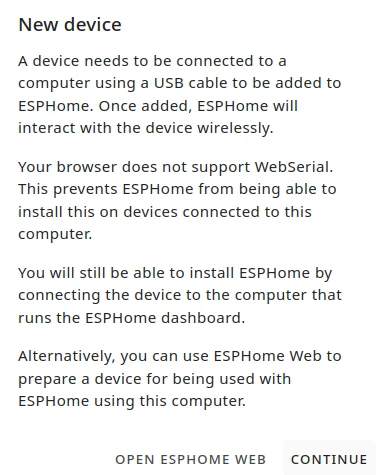 New device
A device needs to be connected to a
computer using a USB cable to be added to
ESPHome. Once added, ESPHome will
interact with the device wirelessly.
Your browser does not support WebSerial.
This prevents ESPHome from being able to
install this on devices connected to this
computer.
You will still be able to install ESPHome by
connecting the device to the computer that
runs the ESPHome dashboard.
Alternatively, you can use ESPHome Web to
prepare a device for being used with
ESPHome using this computer.
OPEN ESPHOME WEB CONTINUE